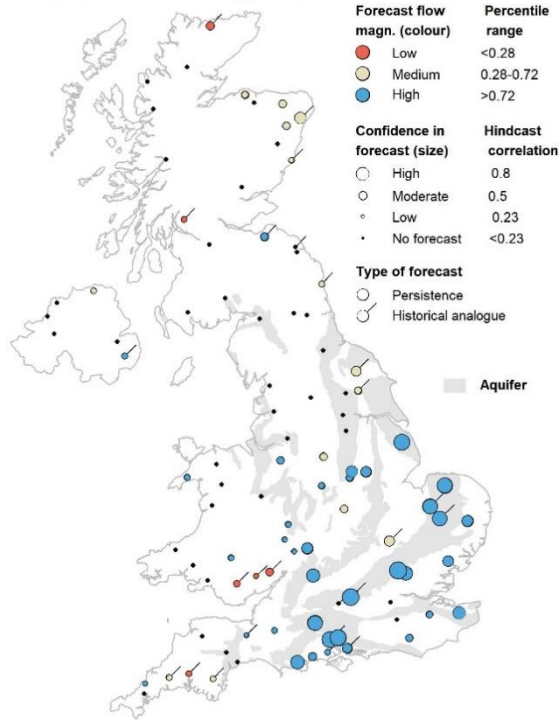 Forecast flow Percentile
magn. (colour) range
Low <0.28
Medium 0.28-0.72
High >0.72
Confidence in Hindcast
forecast (size) correlation
High 0.8
Moderate 0.5
Low 0.23
No forecast <0.23
Type of forecast
Persistence
Historical analogue
Aquifer